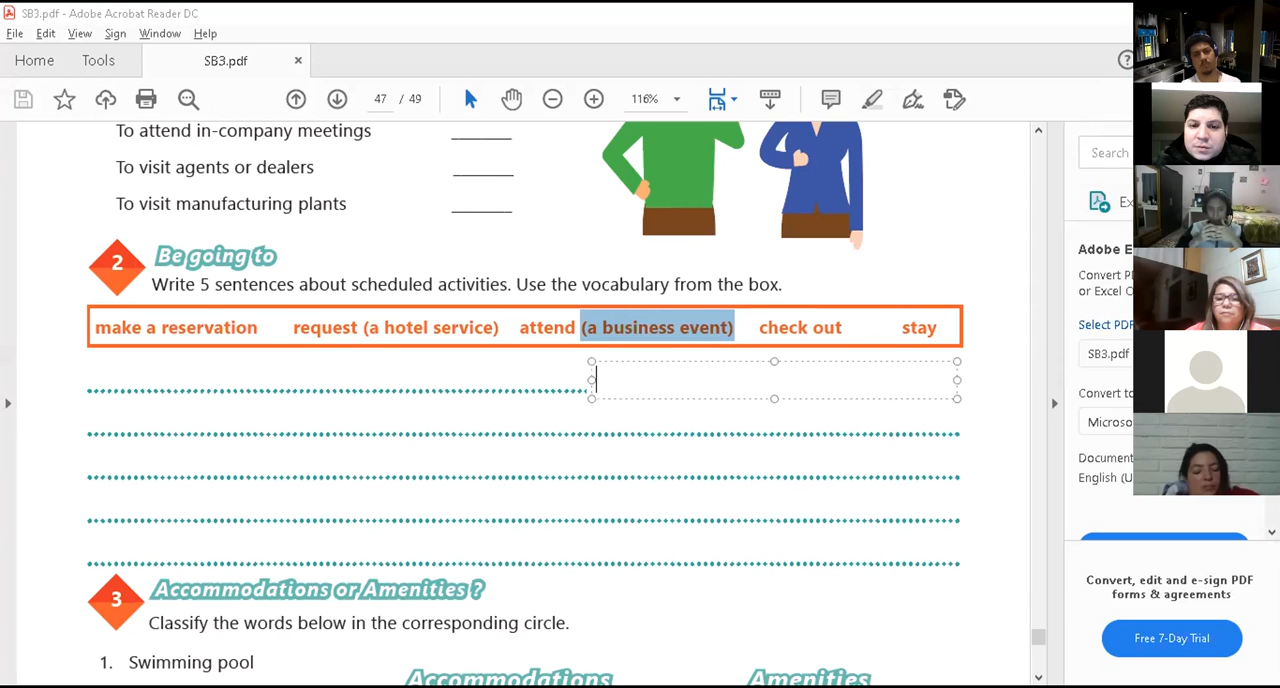 SB3.pdf - Adobe Acrobat Reader DC
File Edit View Sign Window Help
Home Tools SB3.pdf ×
47 / 49 116%
To attend in-company meetings
To visit agents or dealers
To visit manufacturing plants
2 Be going to
Write 5 sentences about scheduled activities. Use the vocabulary from the box.
make a reservation request (a hotel service) attend (a business event) check out stay
3 Accommodations or Amenities ?
Classify the words below in the corresponding circle.
1. Swimming pool
Accommodations Amenities
Search
Ex
Adobe E
Convert PD
or Excel O
Select PDF
SB3.pdf
Convert to
Microso
Document
English (U
Convert, edit and e-sign PDF
forms & agreements
Free 7-Day Trial